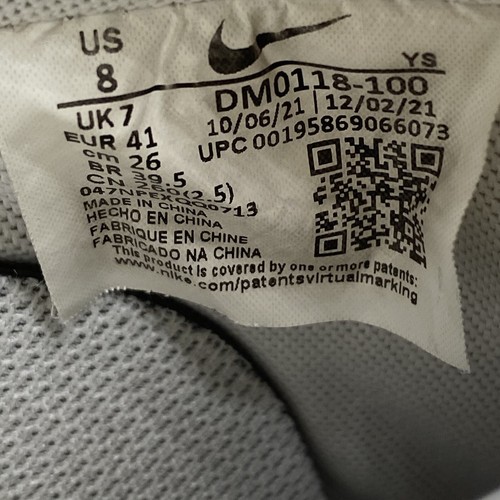 US
8
YS
DM0118-100
UK 7
10/06/21 | 12/02/21
EUR 41
UPC 00195869066073
cm 26
BR 39.5
CN 260(2.5)
MADE IN CHINA
HECHO EN CHINA
FABRIQUE EN CHINE
FABRICADO NA CHINA
This product is covered by one or more patents:
www.nike.com/patentsvirtualmarking